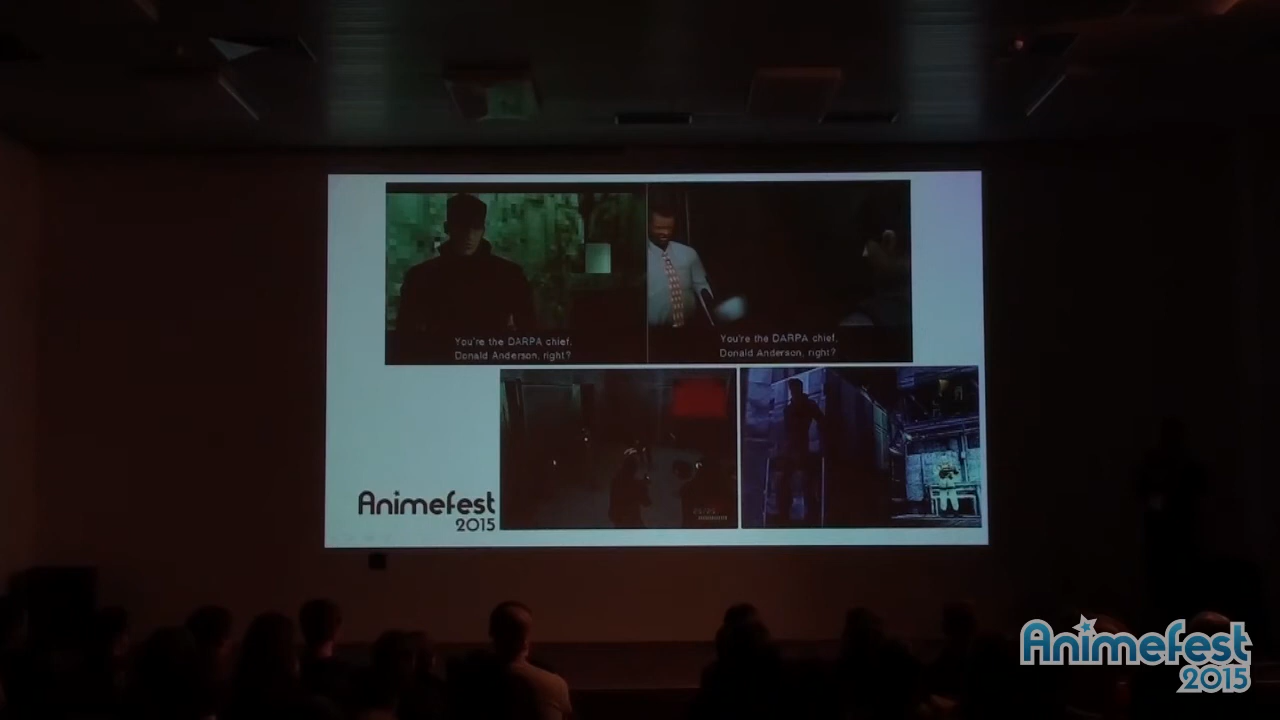 You're the DARPA chief,
Donald Anderson, right?
You're the DARPA chief,
Donald Anderson, right?
Animefest
2015
Animefest
2015